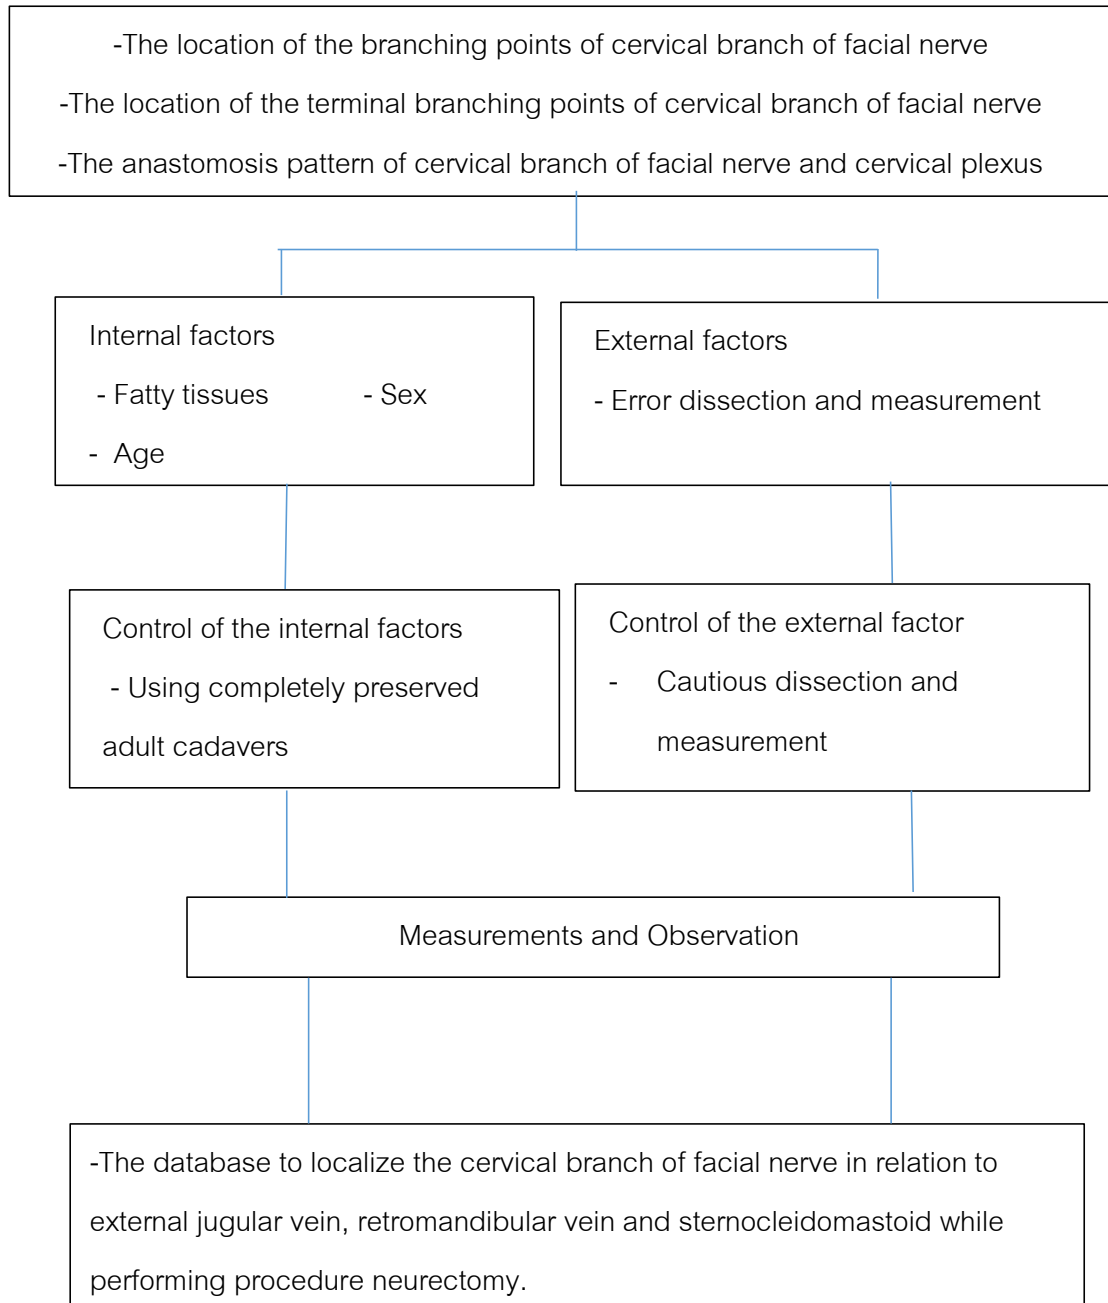 -The location of the branching points of cervical branch of facial nerve
-The location of the terminal branching points of cervical branch of facial nerve
-The anastomosis pattern of cervical branch of facial nerve and cervical plexus
Internal factors
- Fatty tissues - Sex
- Age
External factors
- Error dissection and measurement
Control of the internal factors
- Using completely preserved
adult cadavers
Control of the external factor
- Cautious dissection and
measurement
Measurements and Observation
-The database to localize the cervical branch of facial nerve in relation to
external jugular vein, retromandibular vein and sternocleidomastoid while
performing procedure neurectomy.